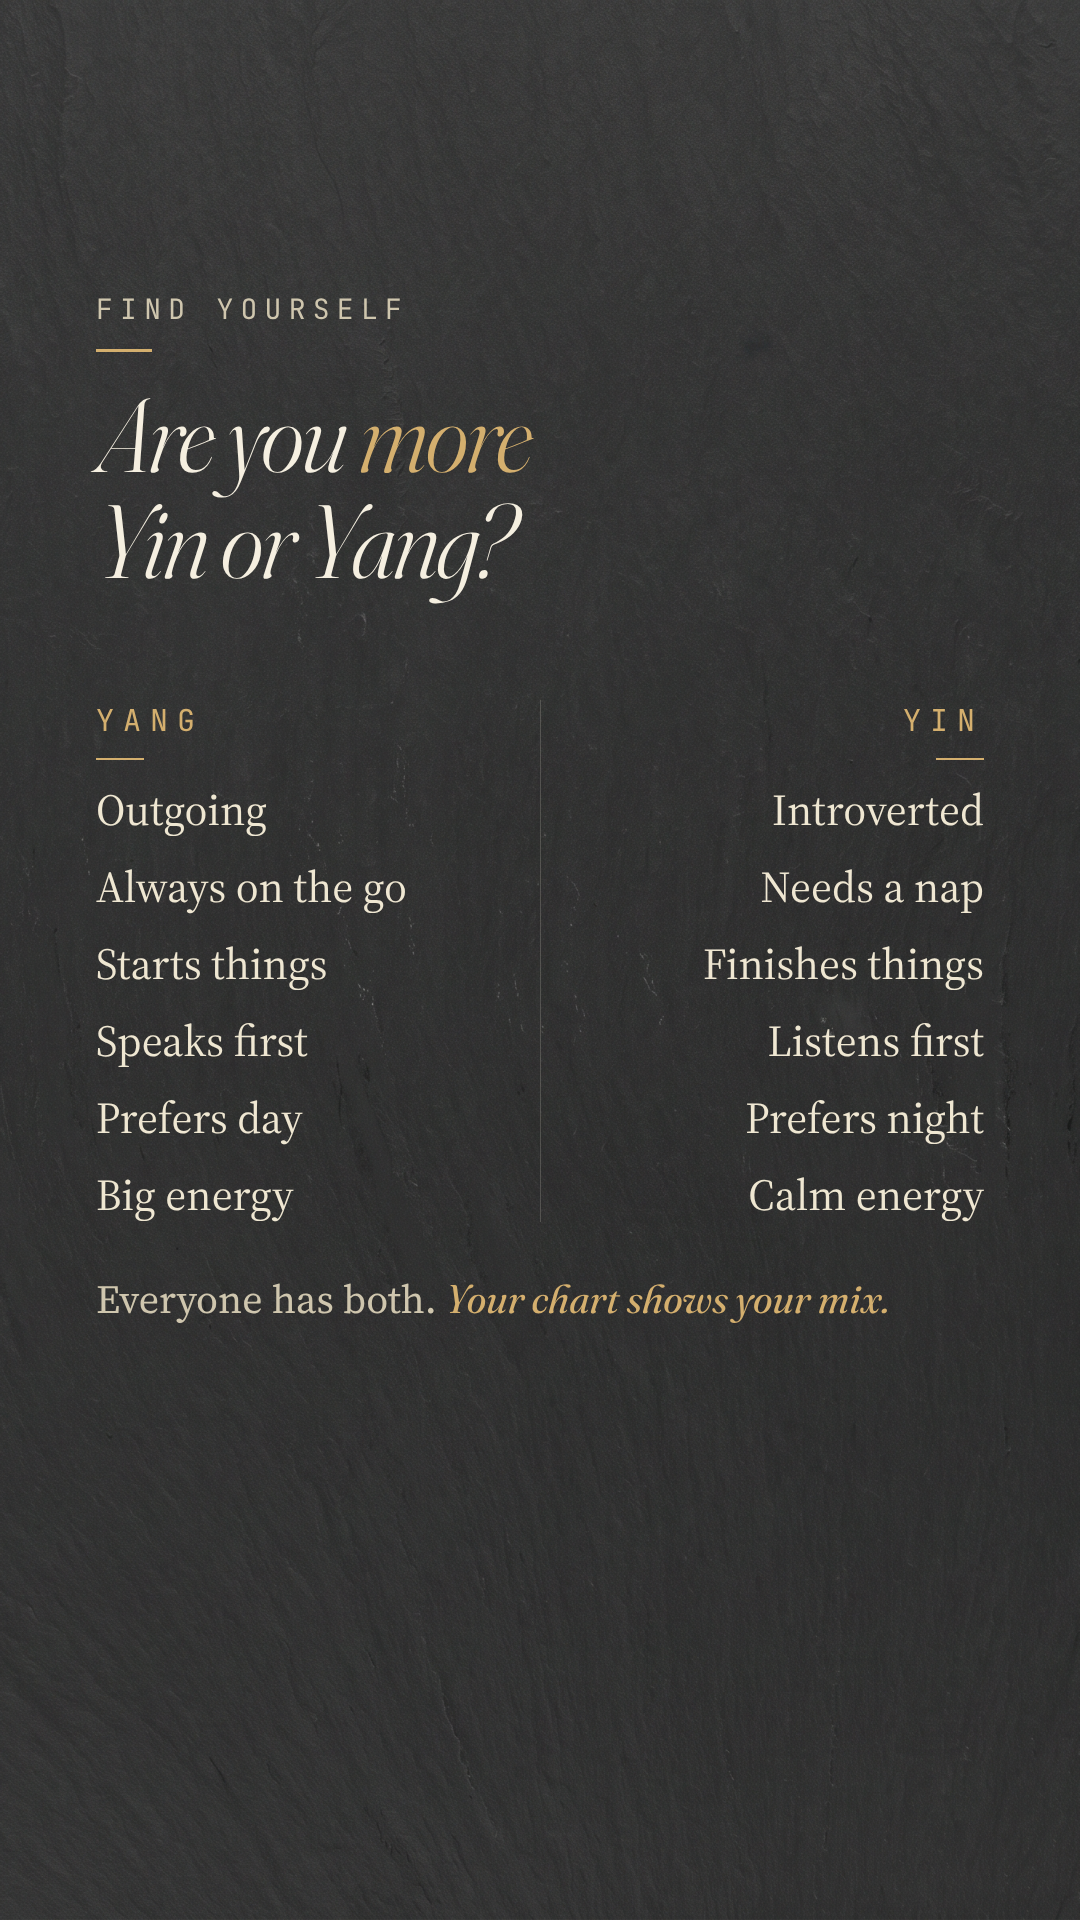 FIND YOURSELF
Are you more
Yin or Yang?
YANG
Outgoing
Always on the go
Starts things
Speaks first
Prefers day
Big energy
YIN
Introverted
Needs a nap
Finishes things
Listens first
Prefers night
Calm energy
Everyone has both. Your chart shows your mix.